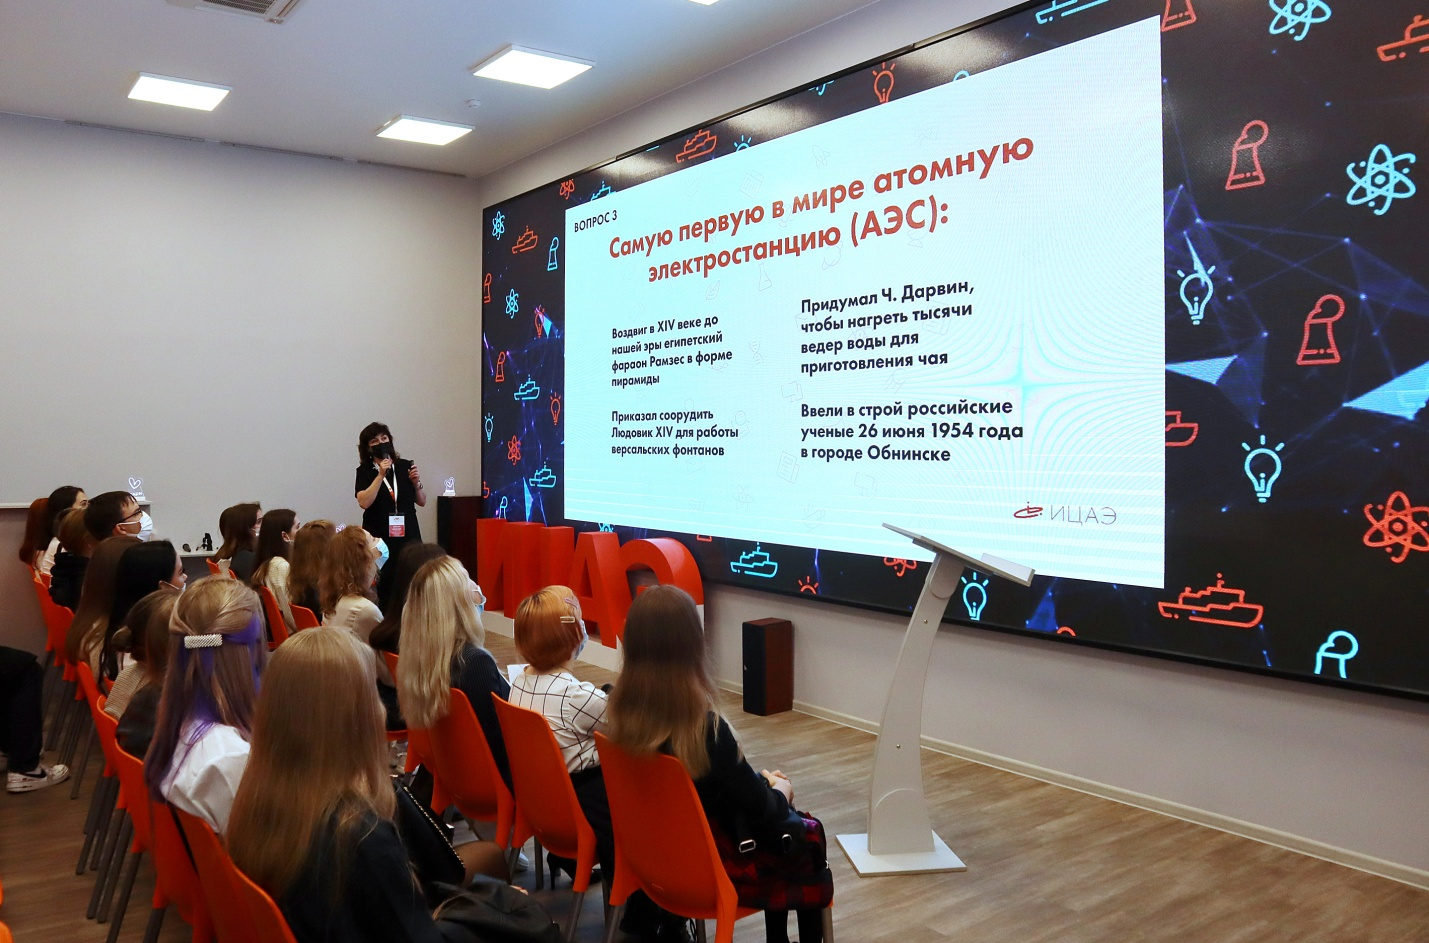 ВОПРОС 3
Самую первую в мире атомную
электростанцию (АЭС):
Воздвиг в XIV веке до
нашей эры египетский
фараон Рамзес в форме
пирамиды
Придумал Ч. Дарвин,
чтобы нагреть тысячи
ведер воды для
приготовления чая
Приказал соорудить
Людовик XIV для работы
версальских фонтанов
Ввели в строй российские
ученые 26 июня 1954 года
в городе Обнинске
ИЦАЭ
ИЦАЭ